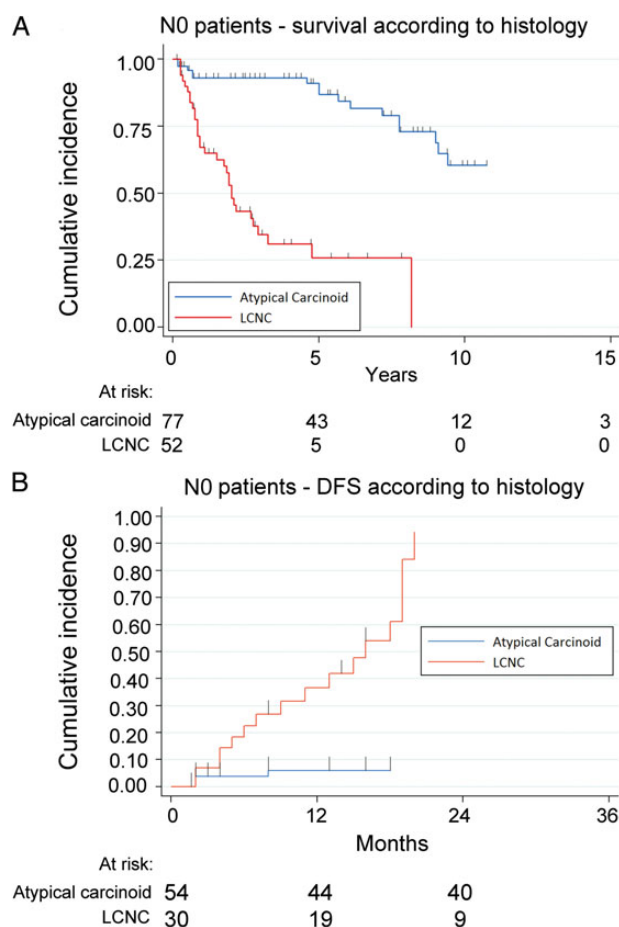 A
N0 patients - survival according to histology
Cumulative incidence
1.00
0.75
0.50
0.25
0.00
Atypical Carcinoid
LCNC
0 5 10 15
Years
At risk:
Atypical carcinoid 77 43 12 3
LCNC 52 5 0 0
B
N0 patients - DFS according to histology
Cumulative incidence
1.00
0.90
0.80
0.70
0.60
0.50
0.40
0.30
0.20
0.10
0.00
Atypical Carcinoid
LCNC
0 12 24 36
Months
At risk:
Atypical carcinoid 54 44 40
LCNC 30 19 9